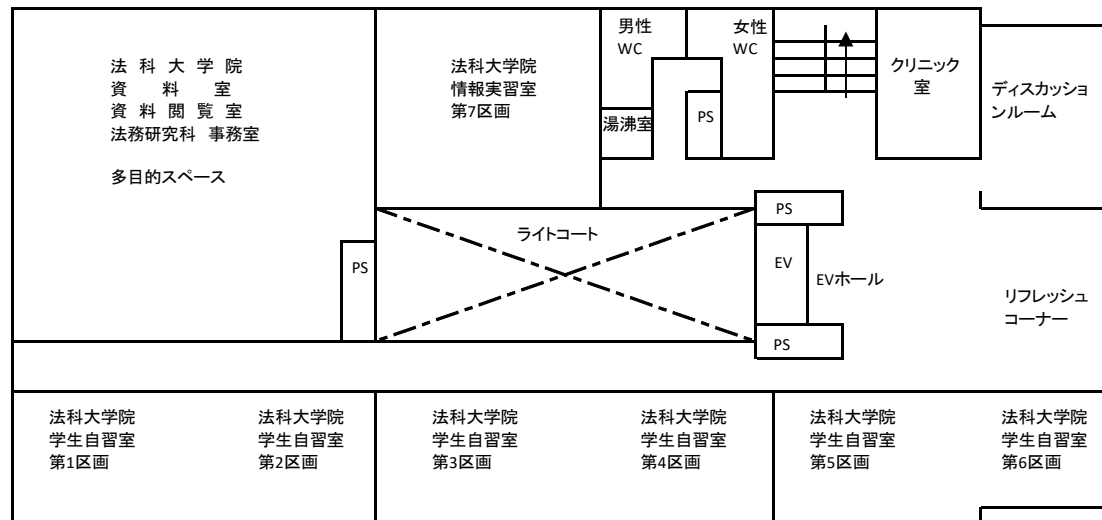 法 科 大 学 院
資 料 室
資 料 閲 覧 室
法務研究科 事務室
多目的スペース
法科大学院
情報実習室
第7区画
男性
WC
女性
WC
湯沸室
PS
クリニック
室
ディスカッショ
ンルーム
PS
ライトコート
PS
EV
EVホール
リフレッシュ
コーナー
PS
法科大学院
学生自習室
第1区画
法科大学院
学生自習室
第2区画
法科大学院
学生自習室
第3区画
法科大学院
学生自習室
第4区画
法科大学院
学生自習室
第5区画
法科大学院
学生自習室
第6区画